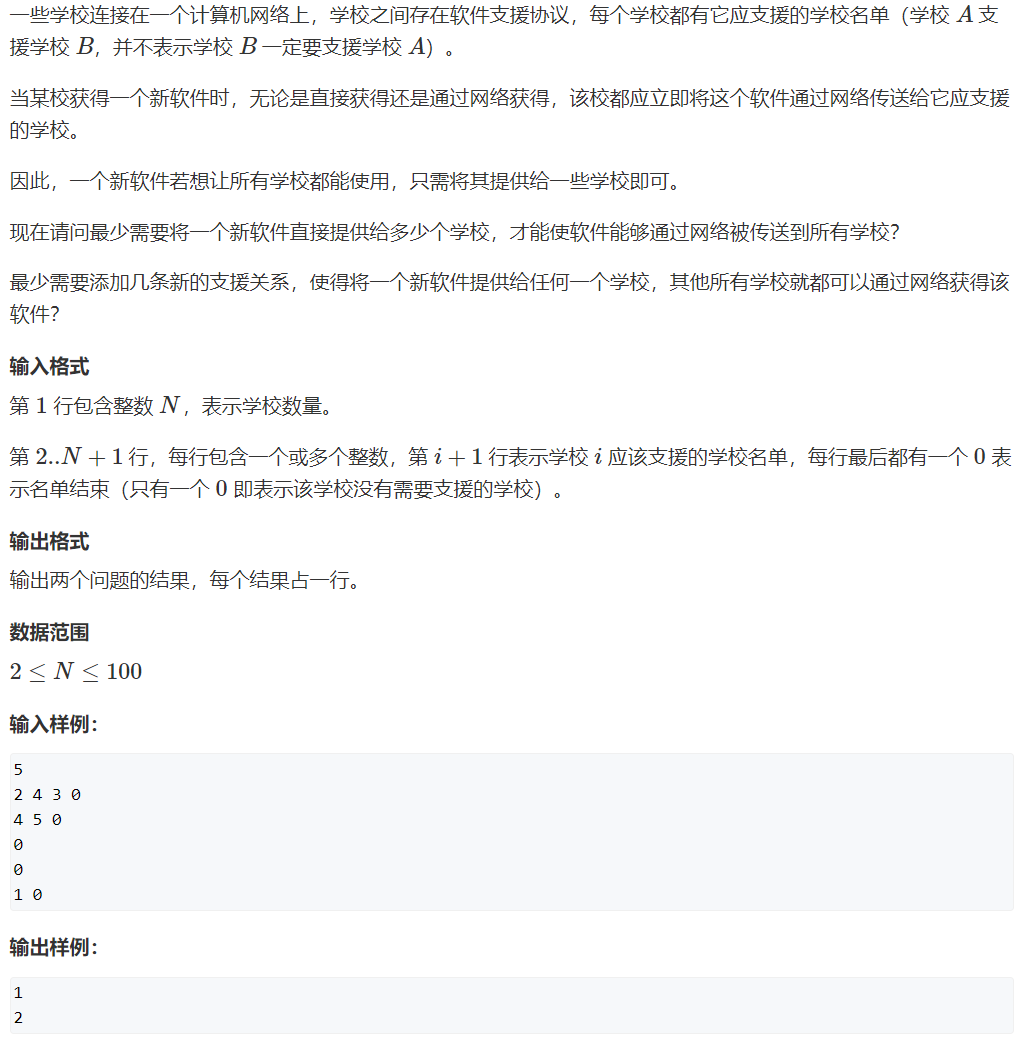 一些学校连接在一个计算机网络上，学校之间存在软件支援协议，每个学校都有它应支援的学校名单（学校 A 支
援学校 B，并不表示学校 B 一定要支援学校 A）。
当某校获得一个新软件时，无论是直接获得还是通过网络获得，该校都应立即将这个软件通过网络传送给它应支援
的学校。
因此，一个新软件若想让所有学校都能使用，只需将其提供给一些学校即可。
现在请问最少需要将一个新软件直接提供给多少个学校，才能使软件能够通过网络被传送到所有学校？
最少需要添加几条新的支援关系，使得将一个新软件提供给任何一个学校，其他所有学校就都可以通过网络获得该
软件？
输入格式
第 1 行包含整数 N，表示学校数量。
第 2..N + 1 行，每行包含一个或多个整数，第 i + 1 行表示学校 i 应该支援的学校名单，每行最后都有一个 0 表
示名单结束（只有一个 0 即表示该学校没有需要支援的学校）。
输出格式
输出两个问题的结果，每个结果占一行。
数据范围
2 ≤ N ≤ 100
输入样例：
5
2 4 3 0
4 5 0
0
0
1 0
输出样例：
1
2